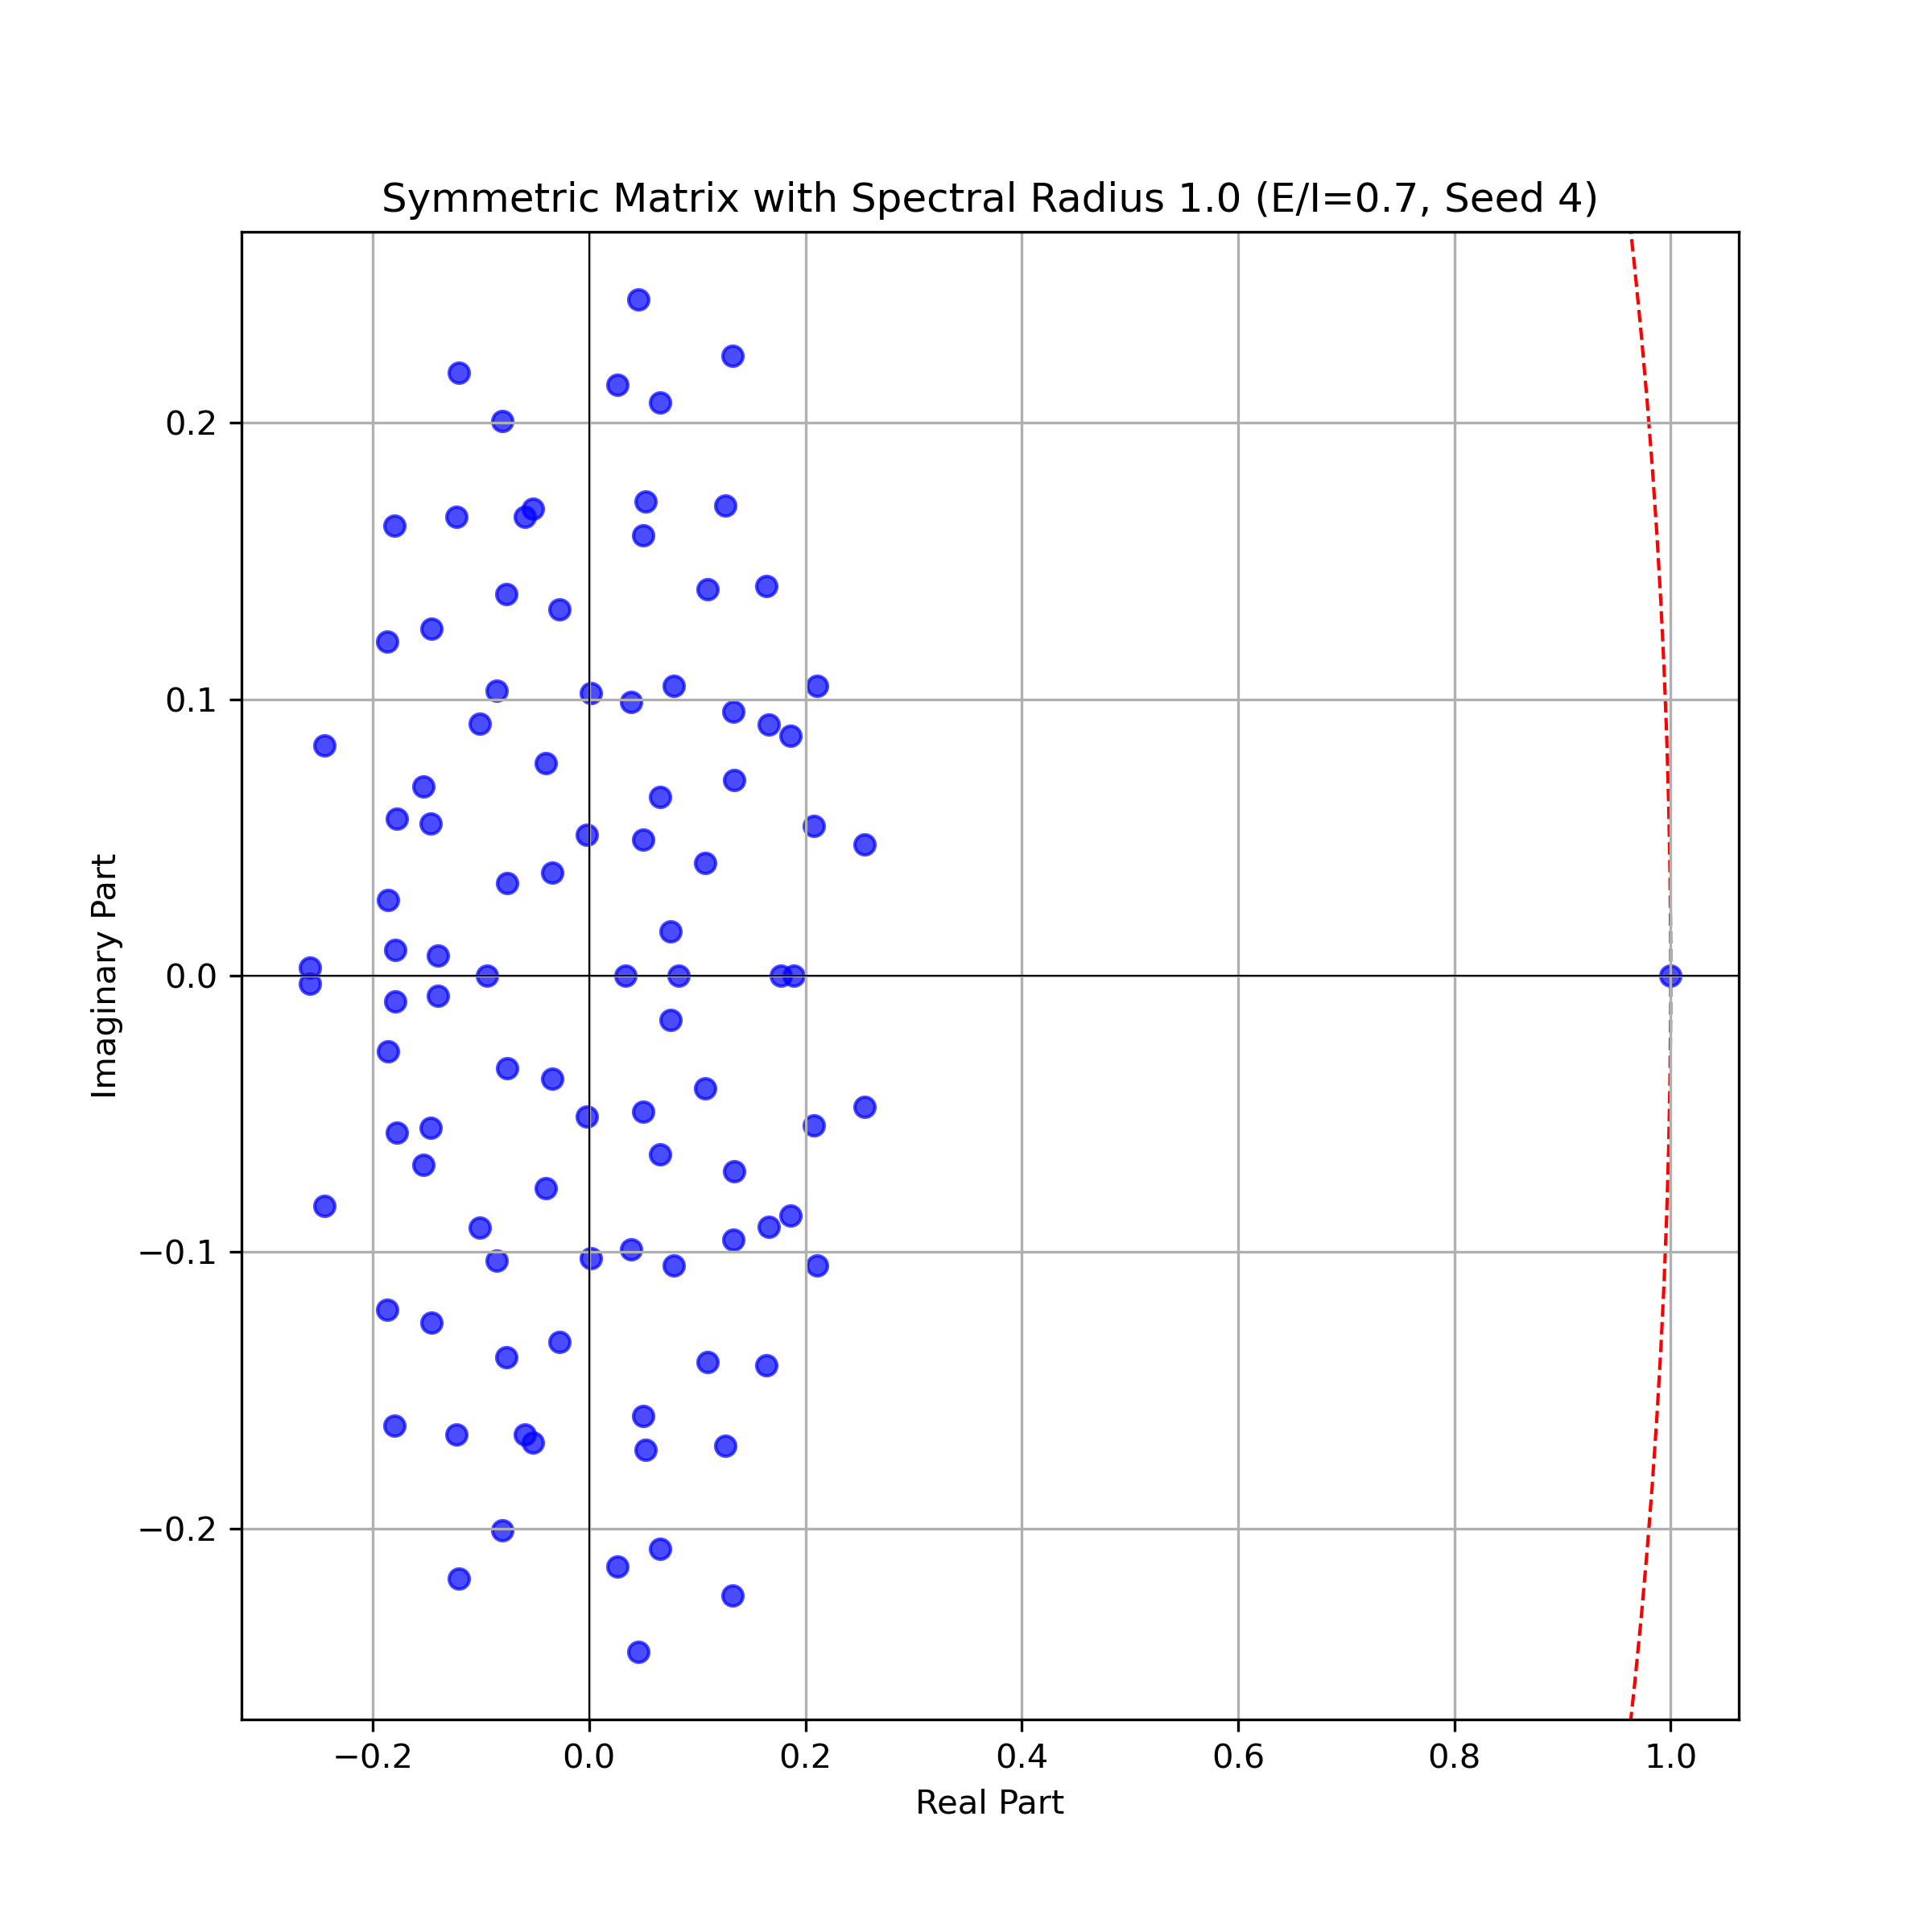 Symmetric Matrix with Spectral Radius 1.0 (E/I=0.7, Seed 4)
0.2
0.1
0.0
−0.1
−0.2
Imaginary Part
−0.2 0.0 0.2 0.4 0.6 0.8 1.0
Real Part